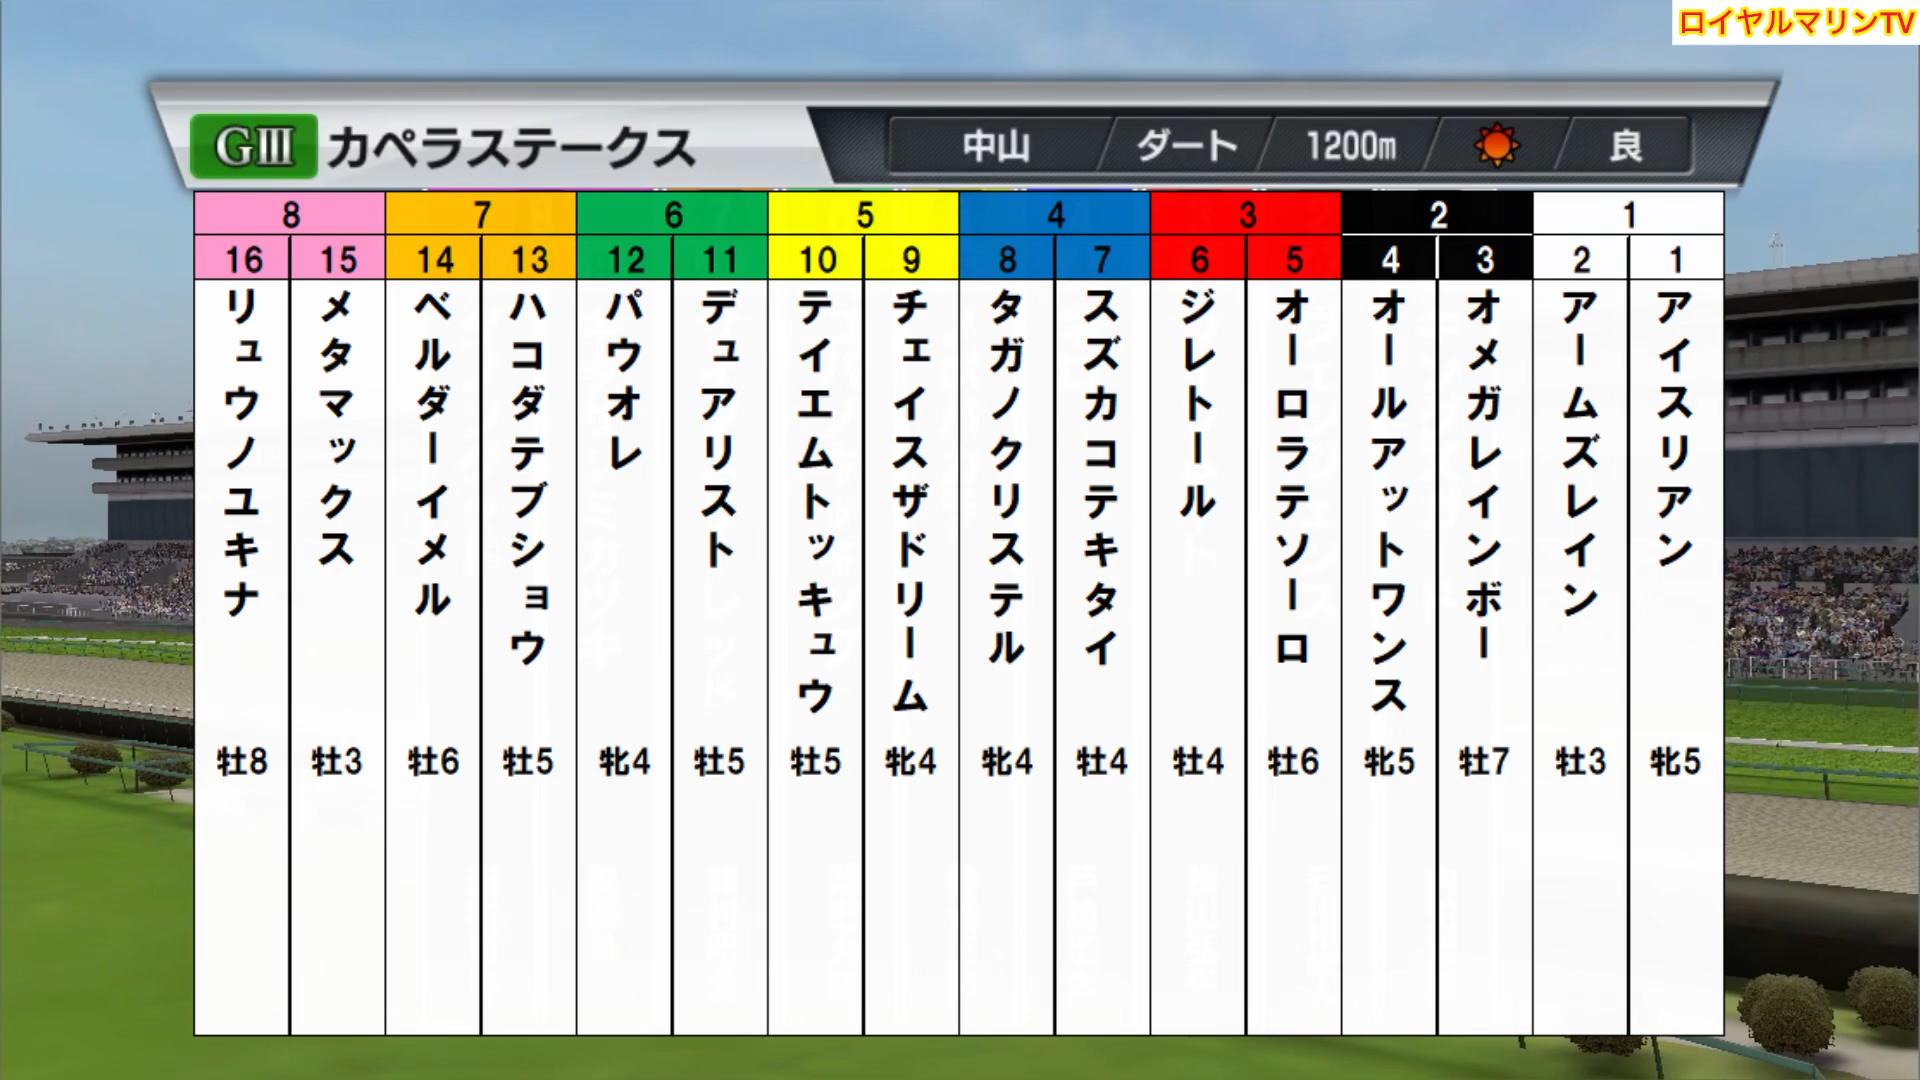 ロイヤルマリンTV
GIII カペラステークス 中山 ダート 1200m 良
8 7 6 5 4 3 2 1
16 15 14 13 12 11 10 9 8 7 6 5 4 3 2 1
アイスリアン
牝5
アームズレイン
牡3
オメガレインボー
牡7
オールアットワンス
牝5
オーロラテソーロ
牡6
ジレトール
牡4
スズカコテキタイ
牡4
タガノクリステル
牝4
チェイスザドリーム
牝4
テイエムトッキュウ
牡5
デュアリスト
牡5
パウオレ
牝4
ハコダテブショウ
牡5
ベルダーイメル
牡6
メタマックス
牡3
リュウノユキナ
牡8